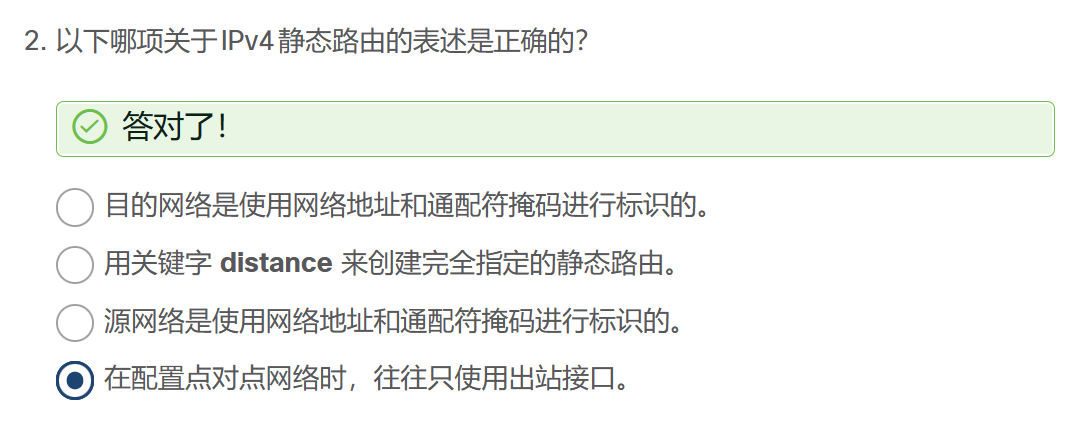 2. 以下哪项关于 IPv4 静态路由的表述是正确的？
答对了！
目的网络是使用网络地址和通配符掩码进行标识的。
用关键字 distance 来创建完全指定的静态路由。
源网络是使用网络地址和通配符掩码进行标识的。
在配置点对点网络时，往往只使用出站接口。